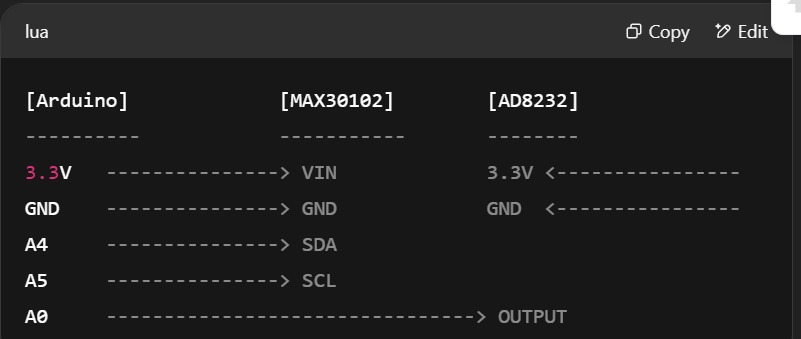 lua Copy Edit
[Arduino] [MAX30102] [AD8232]
---------- ----------- --------
3.3V ---------------> VIN 3.3V <----------------
GND ---------------> GND GND <----------------
A4 ---------------> SDA
A5 ---------------> SCL
A0 --------------------------------> OUTPUT